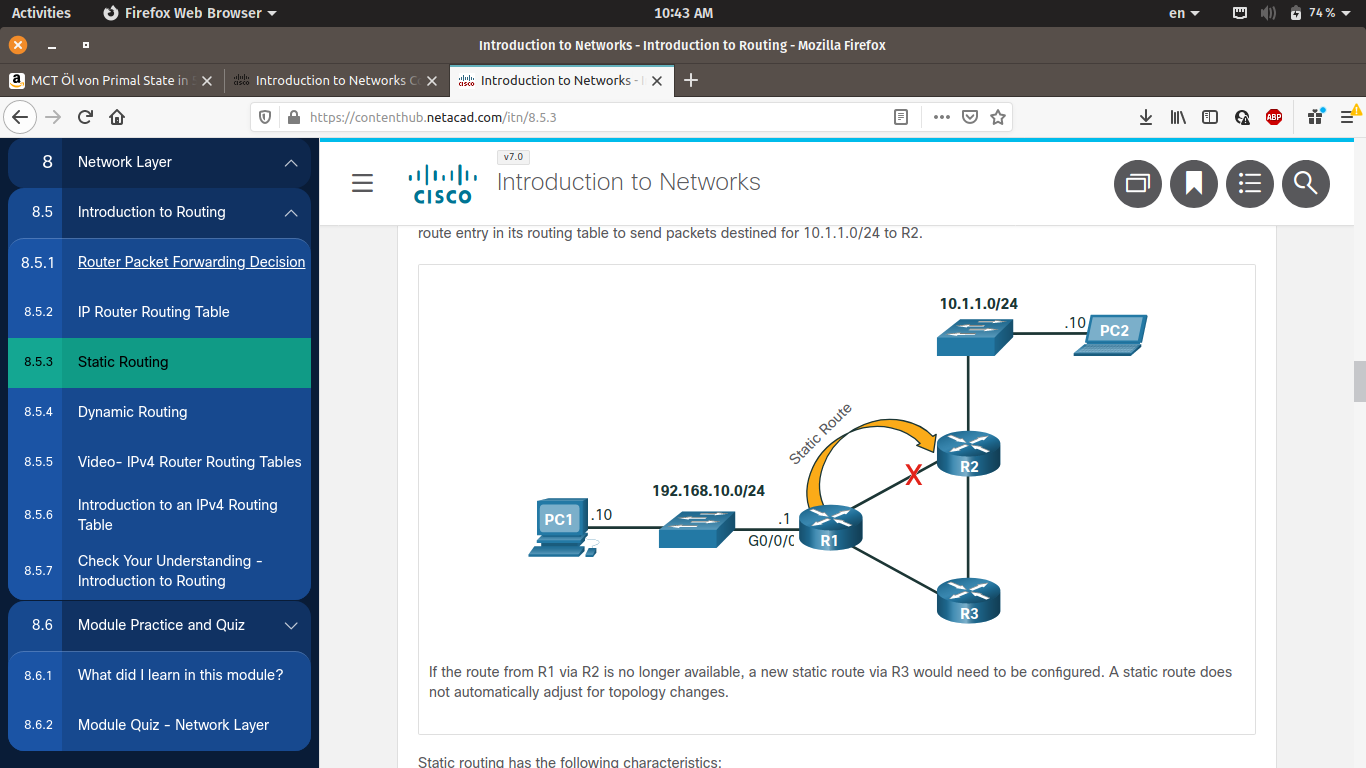 Activities
Firefox Web Browser
10:43 AM
en
74 %
Introduction to Networks - Introduction to Routing - Mozilla Firefox
MCT Öl von Primal State in
Introduction to Networks
Introduction to Networks -
https://contenthub.netacad.com/itn/8.5.3
ABP
8 Network Layer
8.5 Introduction to Routing
8.5.1 Router Packet Forwarding Decision
8.5.2 IP Router Routing Table
8.5.3 Static Routing
8.5.4 Dynamic Routing
8.5.5 Video- IPv4 Router Routing Tables
8.5.6 Introduction to an IPv4 Routing
Table
8.5.7 Check Your Understanding -
Introduction to Routing
8.6 Module Practice and Quiz
8.6.1 What did I learn in this module?
8.6.2 Module Quiz - Network Layer
CISCO
v7.0
Introduction to Networks
route entry in its routing table to send packets destined for 10.1.1.0/24 to R2.
10.1.1.0/24
.10
PC2
Static Route
R2
X
192.168.10.0/24
PC1
.10
.1
G0/0/0
R1
R3
If the route from R1 via R2 is no longer available, a new static route via R3 would need to be configured. A static route does
not automatically adjust for topology changes.
Static routing has the following characteristics: